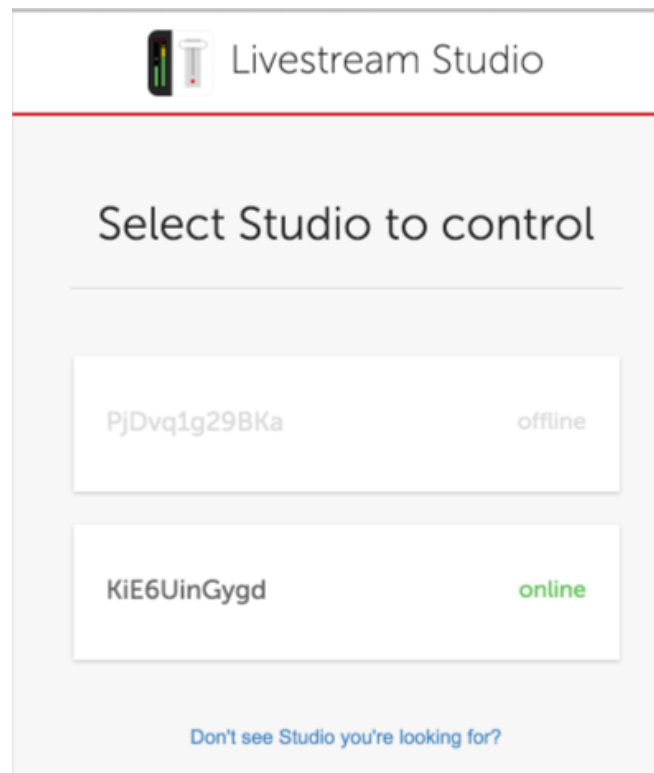 Livestream Studio
Select Studio to control
PjDvq1g29BKa offline
KiE6UinGygd online
Don't see Studio you're looking for?